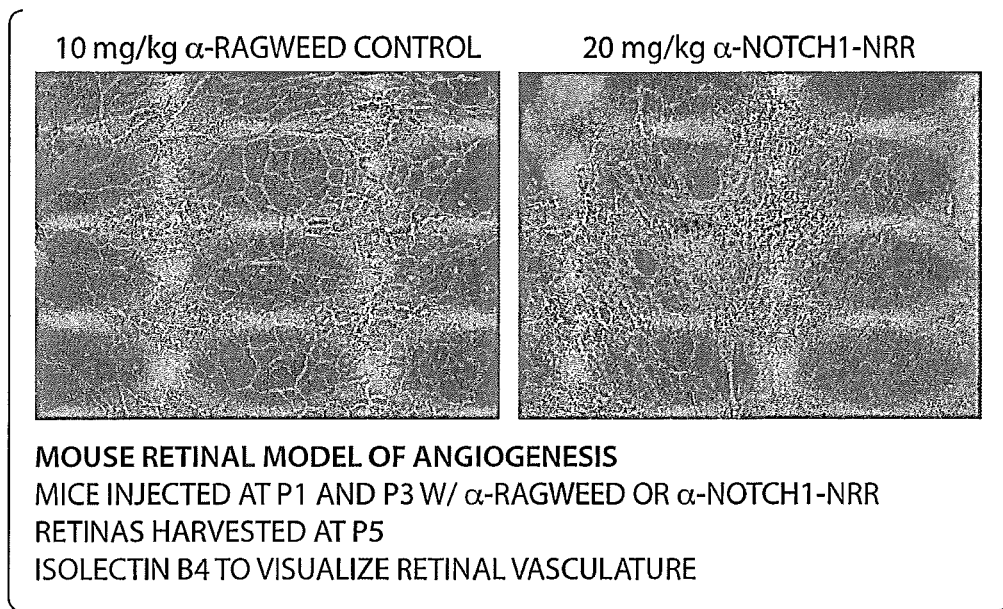 10 mg/kg α-RAGWEED CONTROL
20 mg/kg α-NOTCH1-NRR
MOUSE RETINAL MODEL OF ANGIOGENESIS
MICE INJECTED AT P1 AND P3 W/ α-RAGWEED OR α-NOTCH1-NRR
RETINAS HARVESTED AT P5
ISOLECTIN B4 TO VISUALIZE RETINAL VASCULATURE